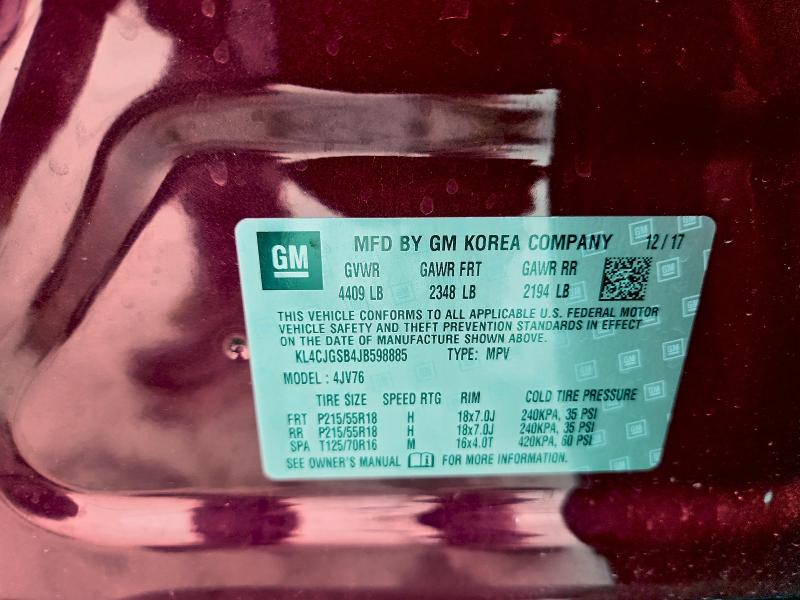 GM MFD BY GM KOREA COMPANY 12/17
GVWR GAWR FRT GAWR RR
4409 LB 2348 LB 2194 LB
THIS VEHICLE CONFORMS TO ALL APPLICABLE U.S. FEDERAL MOTOR
VEHICLE SAFETY AND THEFT PREVENTION STANDARDS IN EFFECT
ON THE DATE OF MANUFACTURE SHOWN ABOVE.
KL4CJGSB4JB598885 TYPE: MPV
MODEL : 4JV76
TIRE SIZE SPEED RTG RIM COLD TIRE PRESSURE
FRT P215/55R18 H 18x7.0J 240KPA, 35 PSI
RR P215/55R18 H 18x7.0J 240KPA, 35 PSI
SPA T125/70R16 M 16x4.0T 420KPA, 60 PSI
SEE OWNER'S MANUAL FOR MORE INFORMATION.